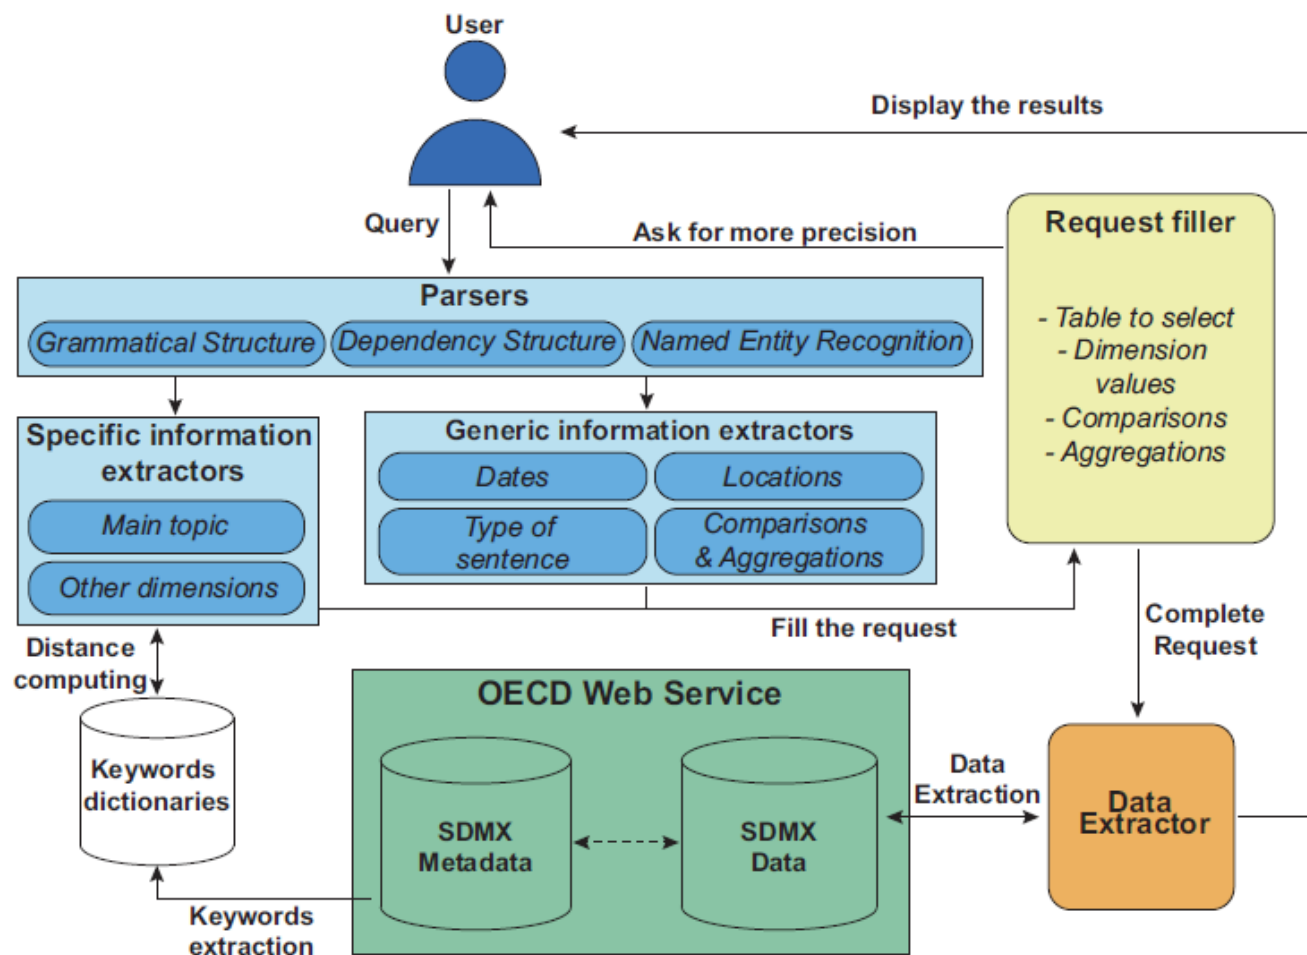 User
Display the results
Query
Ask for more precision
Request filler
- Table to select
- Dimension
values
- Comparisons
- Aggregations
Parsers
Grammatical Structure
Dependency Structure
Named Entity Recognition
Specific information
extractors
Main topic
Other dimensions
Generic information extractors
Dates
Locations
Type of
sentence
Comparisons
& Aggregations
Fill the request
Complete
Request
Distance
computing
Keywords
dictionaries
Keywords
extraction
OECD Web Service
SDMX
Metadata
SDMX
Data
Data
Extraction
Data
Extractor